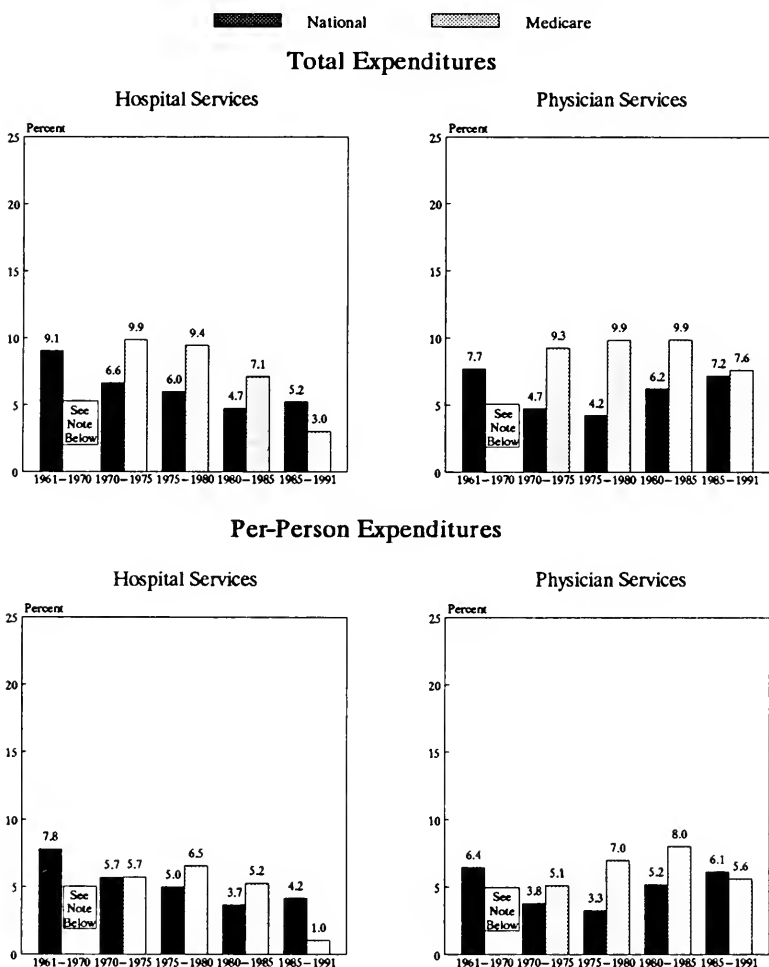 National Medicare
Total Expenditures
Hospital Services
Percent
25
20
15
10
5
0
9.1
See
Note
Below
6.6
9.9
6.0
9.4
4.7
7.1
5.2
3.0
1961-1970 1970-1975 1975-1980 1980-1985 1985-1991
Physician Services
Percent
25
20
15
10
5
0
7.7
See
Note
Below
4.7
9.3
4.2
9.9
6.2
9.9
7.2
7.6
1961-1970 1970-1975 1975-1980 1980-1985 1985-1991
Per-Person Expenditures
Hospital Services
Percent
25
20
15
10
5
0
7.8
See
Note
Below
5.7
5.7
5.0
6.5
3.7
5.2
4.2
1.0
1961-1970 1970-1975 1975-1980 1980-1985 1985-1991
Physician Services
Percent
25
20
15
10
5
0
6.4
See
Note
Below
3.8
5.1
3.3
7.0
5.2
8.0
6.1
5.6
1961-1970 1970-1975 1975-1980 1980-1985 1985-1991